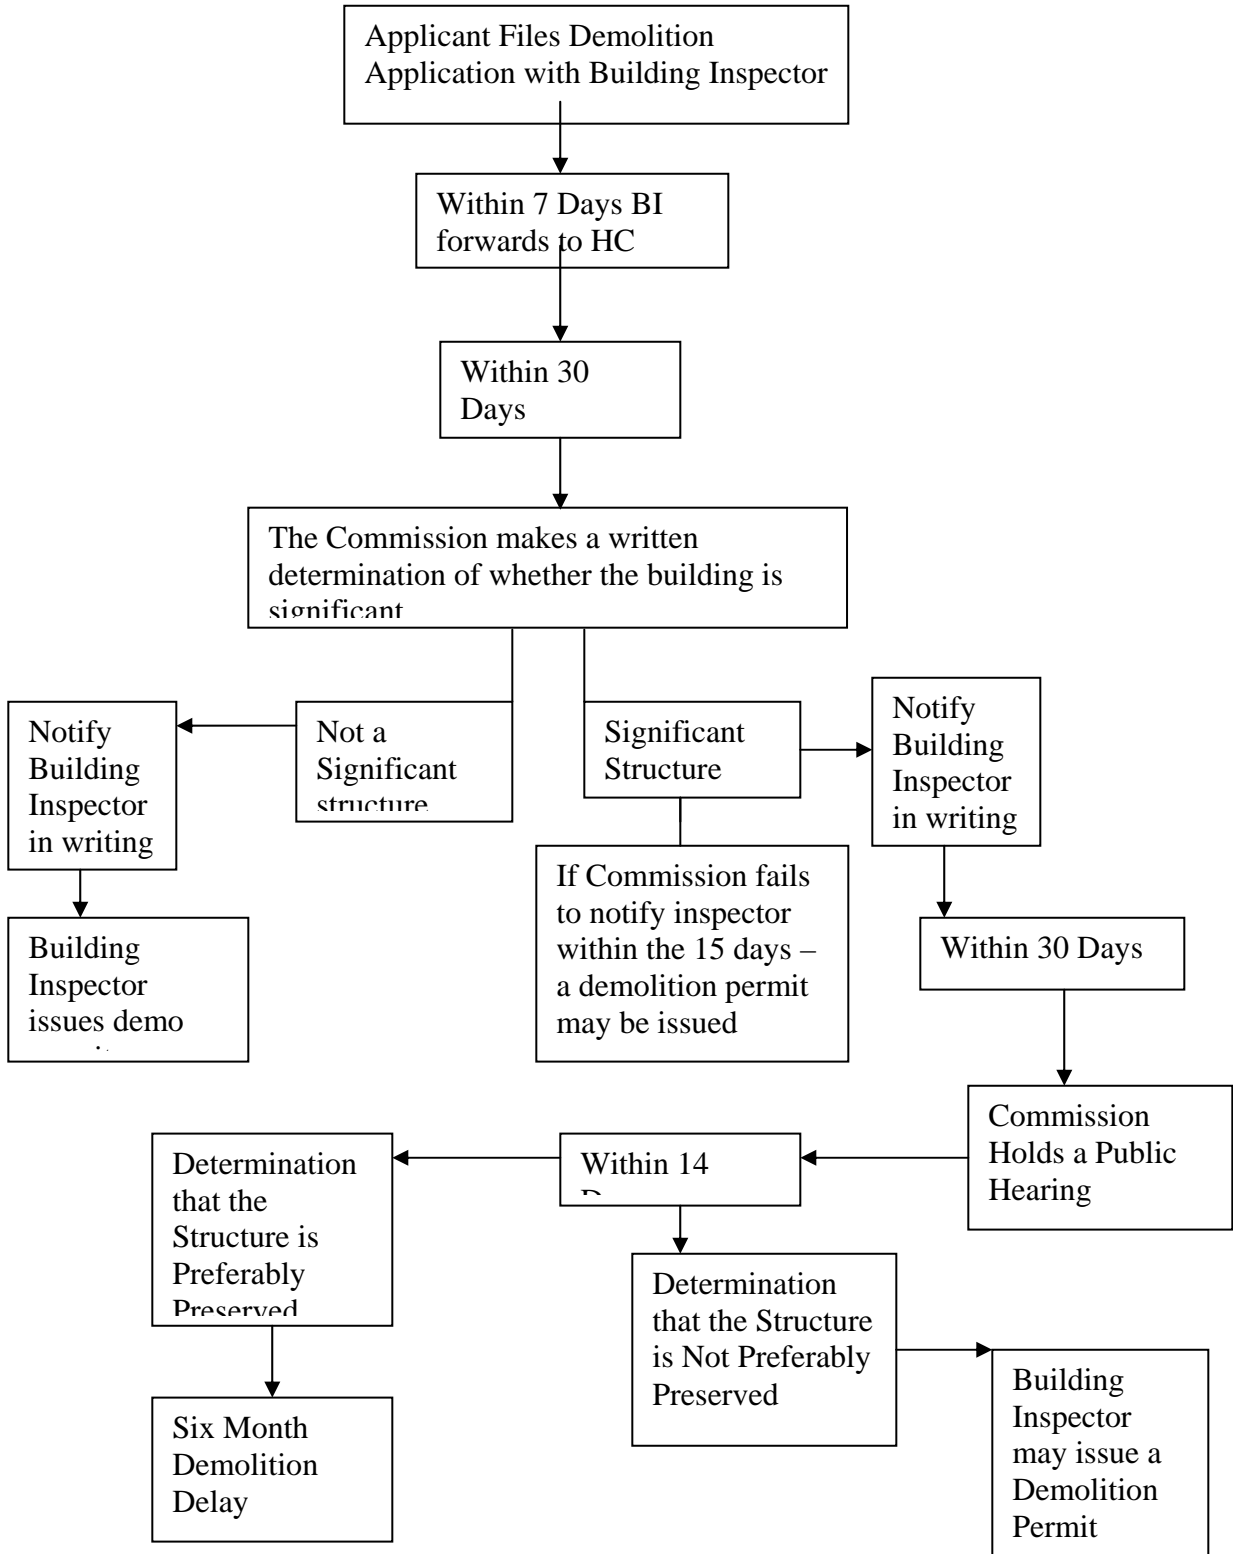 Applicant Files Demolition
Application with Building Inspector
Within 7 Days BI
forwards to HC
Within 30
Days
The Commission makes a written
determination of whether the building is
significant
Notify
Building
Inspector
in writing
Not a
Significant
structure
Significant
Structure
Notify
Building
Inspector
in writing
Building
Inspector
issues demo
If Commission fails
to notify inspector
within the 15 days –
a demolition permit
may be issued
Within 30 Days
Commission
Holds a Public
Hearing
Within 14
Determination
that the
Structure is
Preferably
Preserved
Determination
that the Structure
is Not Preferably
Preserved
Six Month
Demolition
Delay
Building
Inspector
may issue a
Demolition
Permit